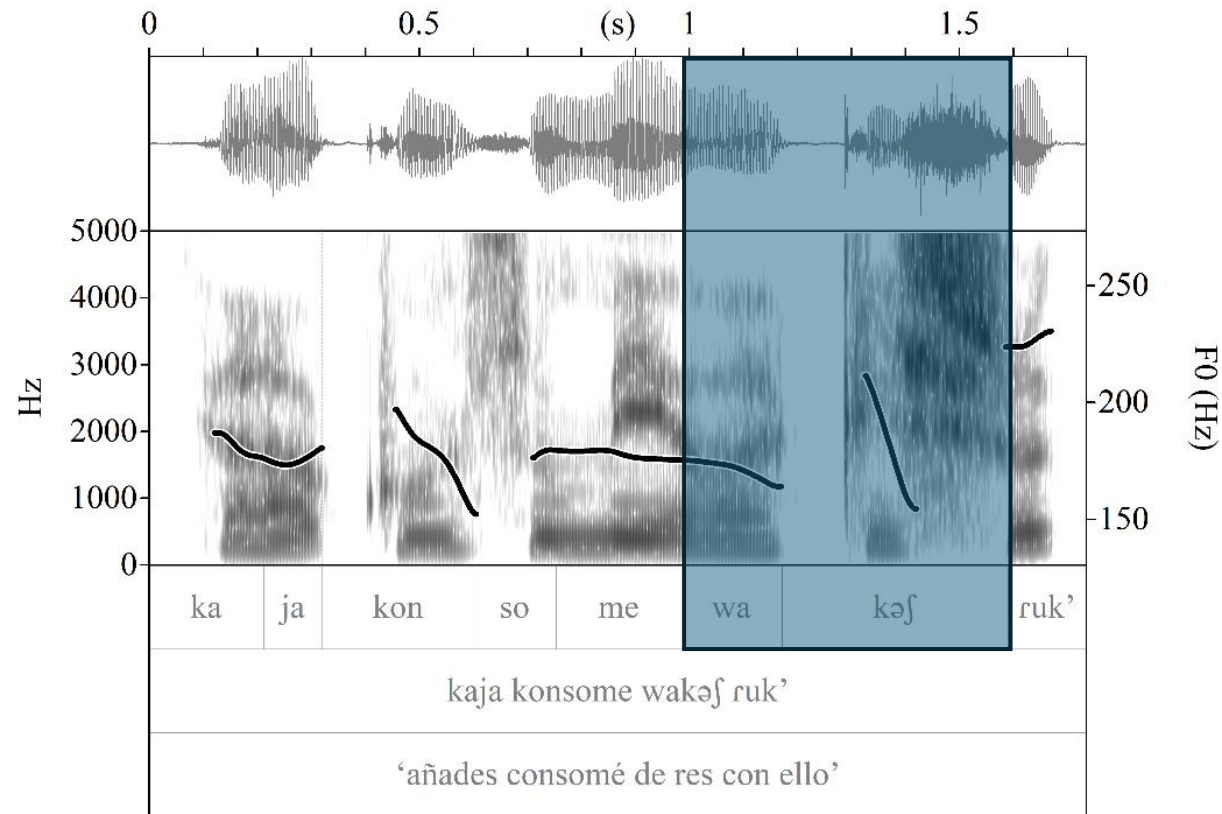 0 0.5 (s) 1 1.5
5000
4000
3000
2000
1000
0
Hz
250
200
150
F0 (Hz)
ka ja kon so me wa kəʃ ɾuk’
kaja konsome wakəʃ ɾuk’
‘añades consomé de res con ello’